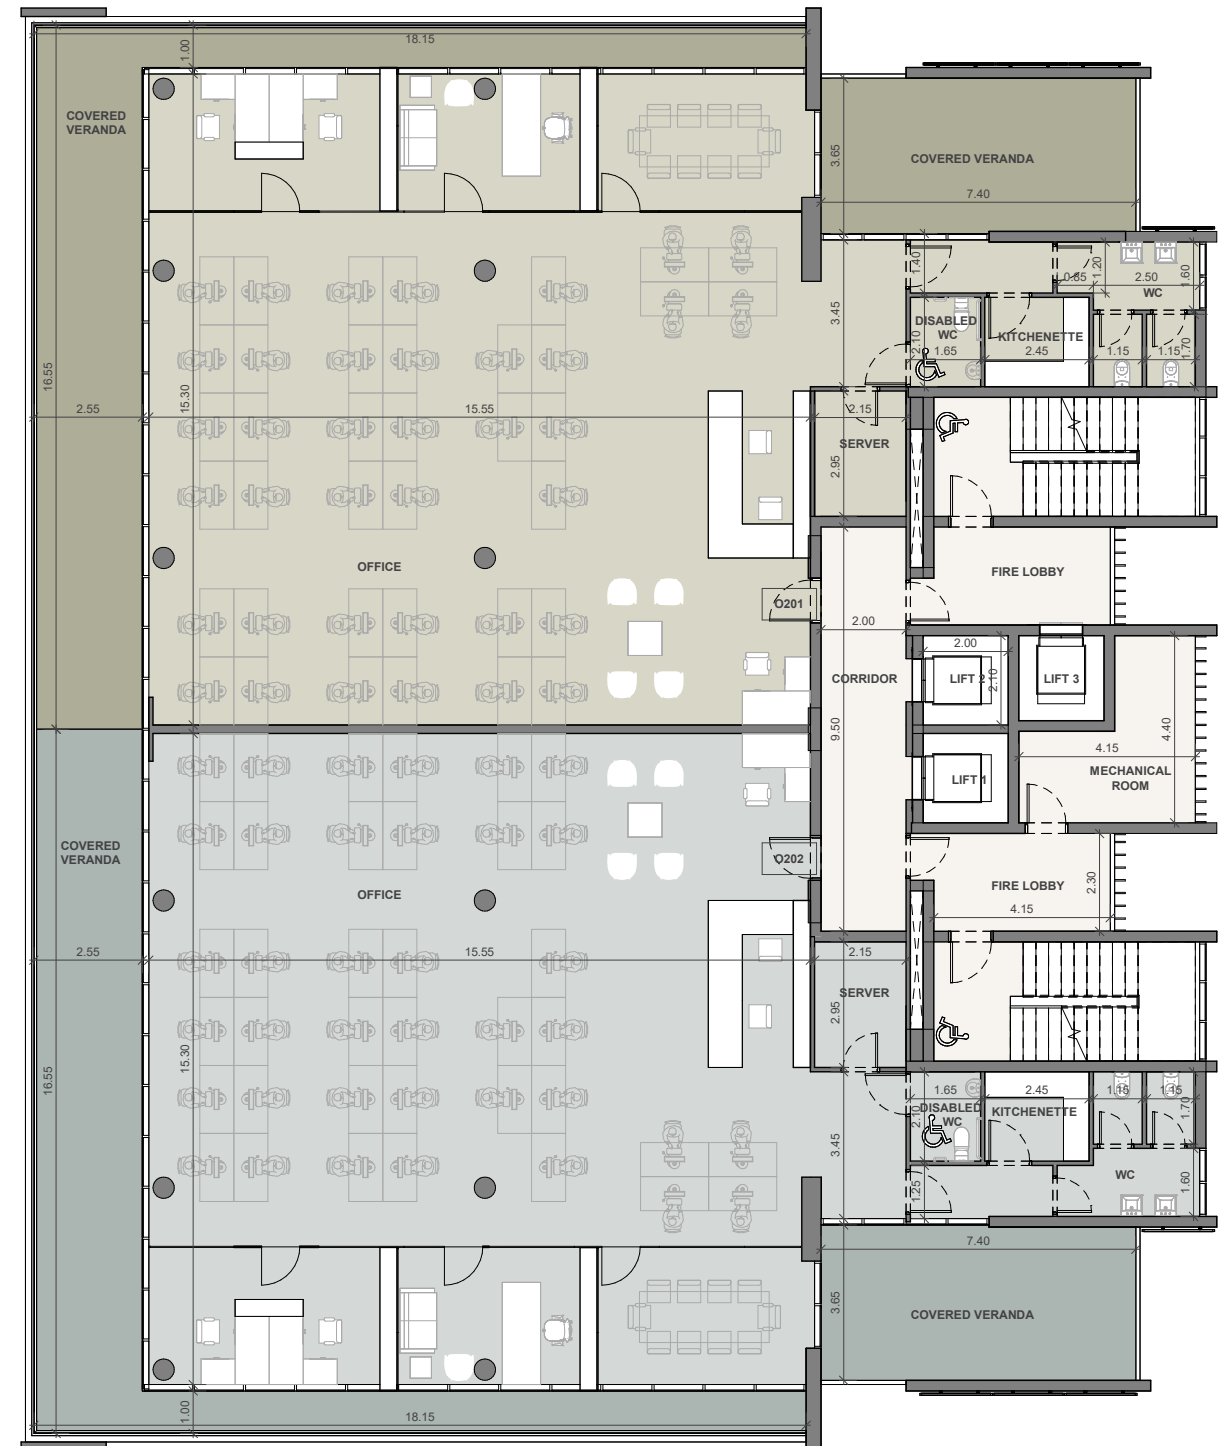 18.15
1.00
COVERED
VERANDA
3.65
COVERED VERANDA
7.40
16.55
15.30
3.45
1.40
0.85
1.20
2.50
1.60
WC
DISABLED
WC
2.10
1.65
KITCHENETTE
2.45
1.15
1.15
1.70
2.55
15.55
2.15
SERVER
2.95
OFFICE
FIRE LOBBY
O201
2.00
CORRIDOR
9.50
2.00
LIFT 2
2.10
LIFT 3
4.40
4.15
MECHANICAL
ROOM
LIFT 1
COVERED
VERANDA
O202
OFFICE
FIRE LOBBY
2.30
4.15
2.55
15.55
2.15
SERVER
2.95
16.55
15.30
3.45
1.65
2.10
DISABLED
WC
2.45
KITCHENETTE
1.15
1.15
1.70
WC
1.25
1.60
7.40
3.65
COVERED VERANDA
1.00
18.15